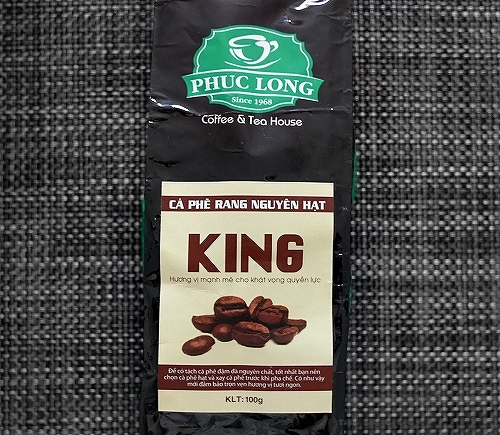 PHUC LONG
Since 1968
Coffee & Tea House
CÀ PHÊ RANG NGUYÊN HẠT
KING
Hương vị mạnh mẽ cho khát vọng quyền lực
Để có tách cà phê đậm đà nguyên chất, tốt nhất bạn nên
chọn cà phê hạt và xay cà phê trước khi pha chế. Có như vậy
mới đảm bảo trọn vẹn hương vị tươi ngon.
KLT: 100g